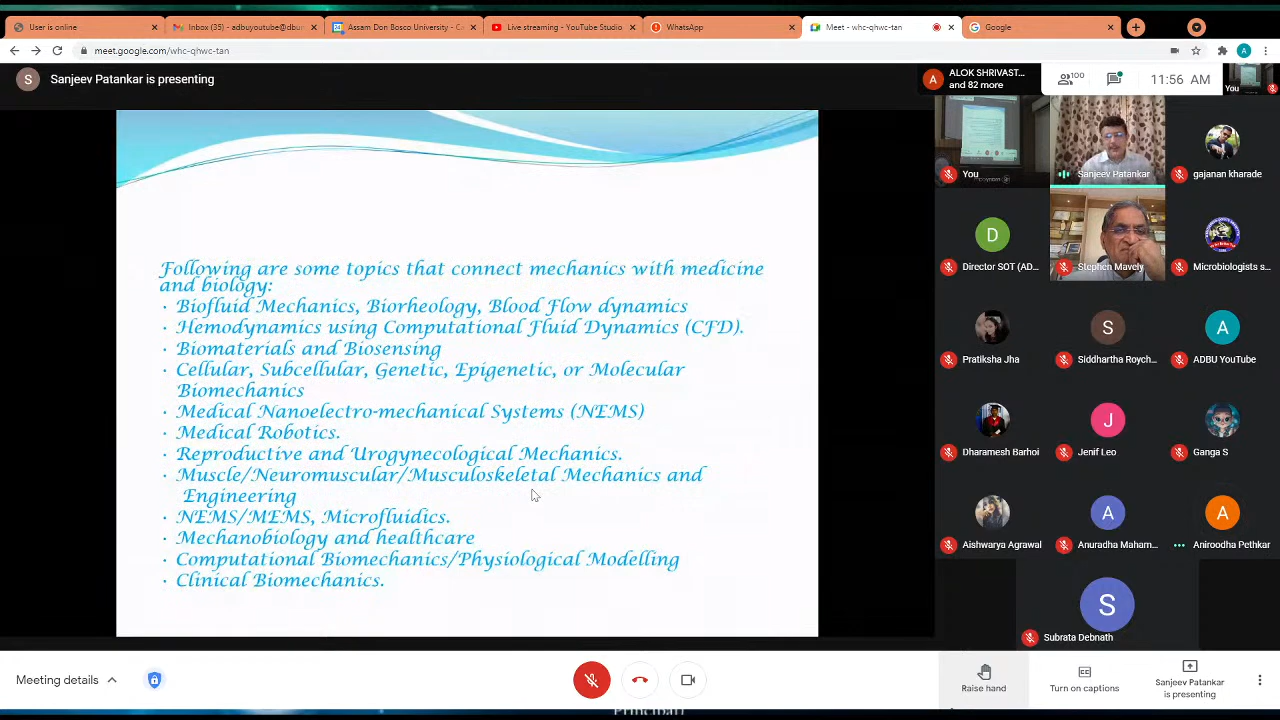 User is online
Inbox (35) - adbuyoutube@dbun
Assam Don Bosco University - Ca
Live streaming - YouTube Studio
WhatsApp
Meet - whc-qhwc-tan
Google
meet.google.com/whc-qhwc-tan
A
S
Sanjeev Patankar is presenting
A
ALOK SHRIVAST...
and 82 more
100
11:56 AM
You
Following are some topics that connect mechanics with medicine
and biology:
· Biofluid Mechanics, Biorheology, Blood Flow dynamics
· Hemodynamics using Computational Fluid Dynamics (CFD).
· Biomaterials and Biosensing
· Cellular, Subcellular, Genetic, Epigenetic, or Molecular
Biomechanics
· Medical Nanoelectro-mechanical Systems (NEMS)
· Medical Robotics.
· Reproductive and Urogynecological Mechanics.
· Muscle/Neuromuscular/Musculoskeletal Mechanics and
Engineering
· NEMS/MEMS, Microfluidics.
· Mechanobiology and healthcare
· Computational Biomechanics/Physiological Modelling
· Clinical Biomechanics.
You
Sanjeev Patankar
gajanan kharade
D
Director SOT (AD...
Stephen Mavely
Microbiologists s...
Pratiksha Jha
S
Siddhartha Roych...
A
ADBU YouTube
Dharamesh Barhoi
J
Jenif Leo
Ganga S
Aishwarya Agrawal
A
Anuradha Maham...
A
Aniroodha Pethkar
S
Subrata Debnath
Meeting details
Raise hand
Turn on captions
Sanjeev Patankar
is presenting